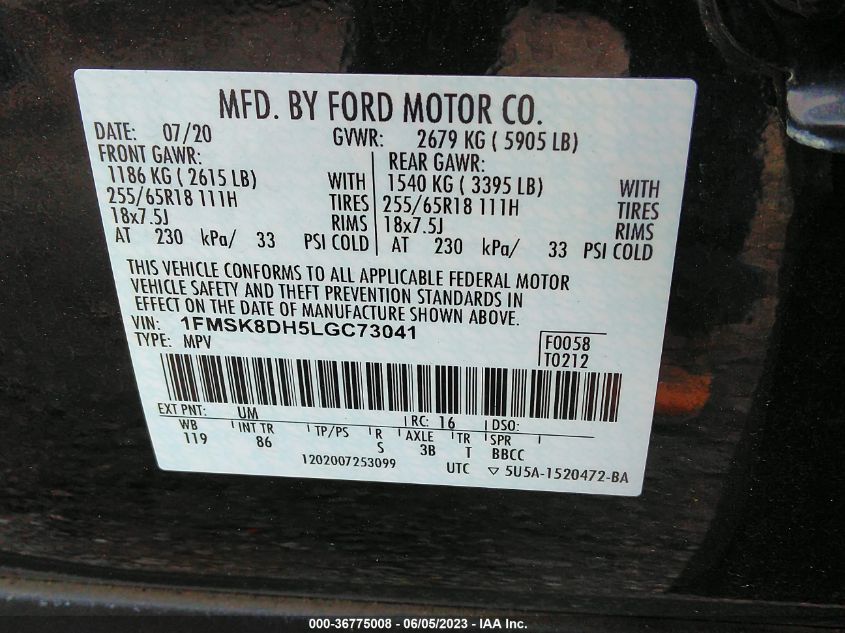 MFD. BY FORD MOTOR CO.
DATE: 07/20 GVWR: 2679 KG ( 5905 LB)
FRONT GAWR: REAR GAWR:
1186 KG ( 2615 LB) WITH 1540 KG ( 3395 LB) WITH
255/65R18 111H TIRES 255/65R18 111H TIRES
18x7.5J RIMS 18x7.5J RIMS
AT 230 kPa/ 33 PSI COLD AT 230 kPa/ 33 PSI COLD
THIS VEHICLE CONFORMS TO ALL APPLICABLE FEDERAL MOTOR
VEHICLE SAFETY AND THEFT PREVENTION STANDARDS IN
EFFECT ON THE DATE OF MANUFACTURE SHOWN ABOVE.
VIN: 1FMSK8DH5LGC73041 F0058
TYPE: MPV T0212
EXT PNT: UM RC: 16 DSO:
WB INT TR TP/PS R AXLE TR SPR
119 86 S 3B T BBCC
1202007253099 UTC ▽ 5U5A-1520472-BA
000-36775008 - 06/05/2023 - IAA Inc.